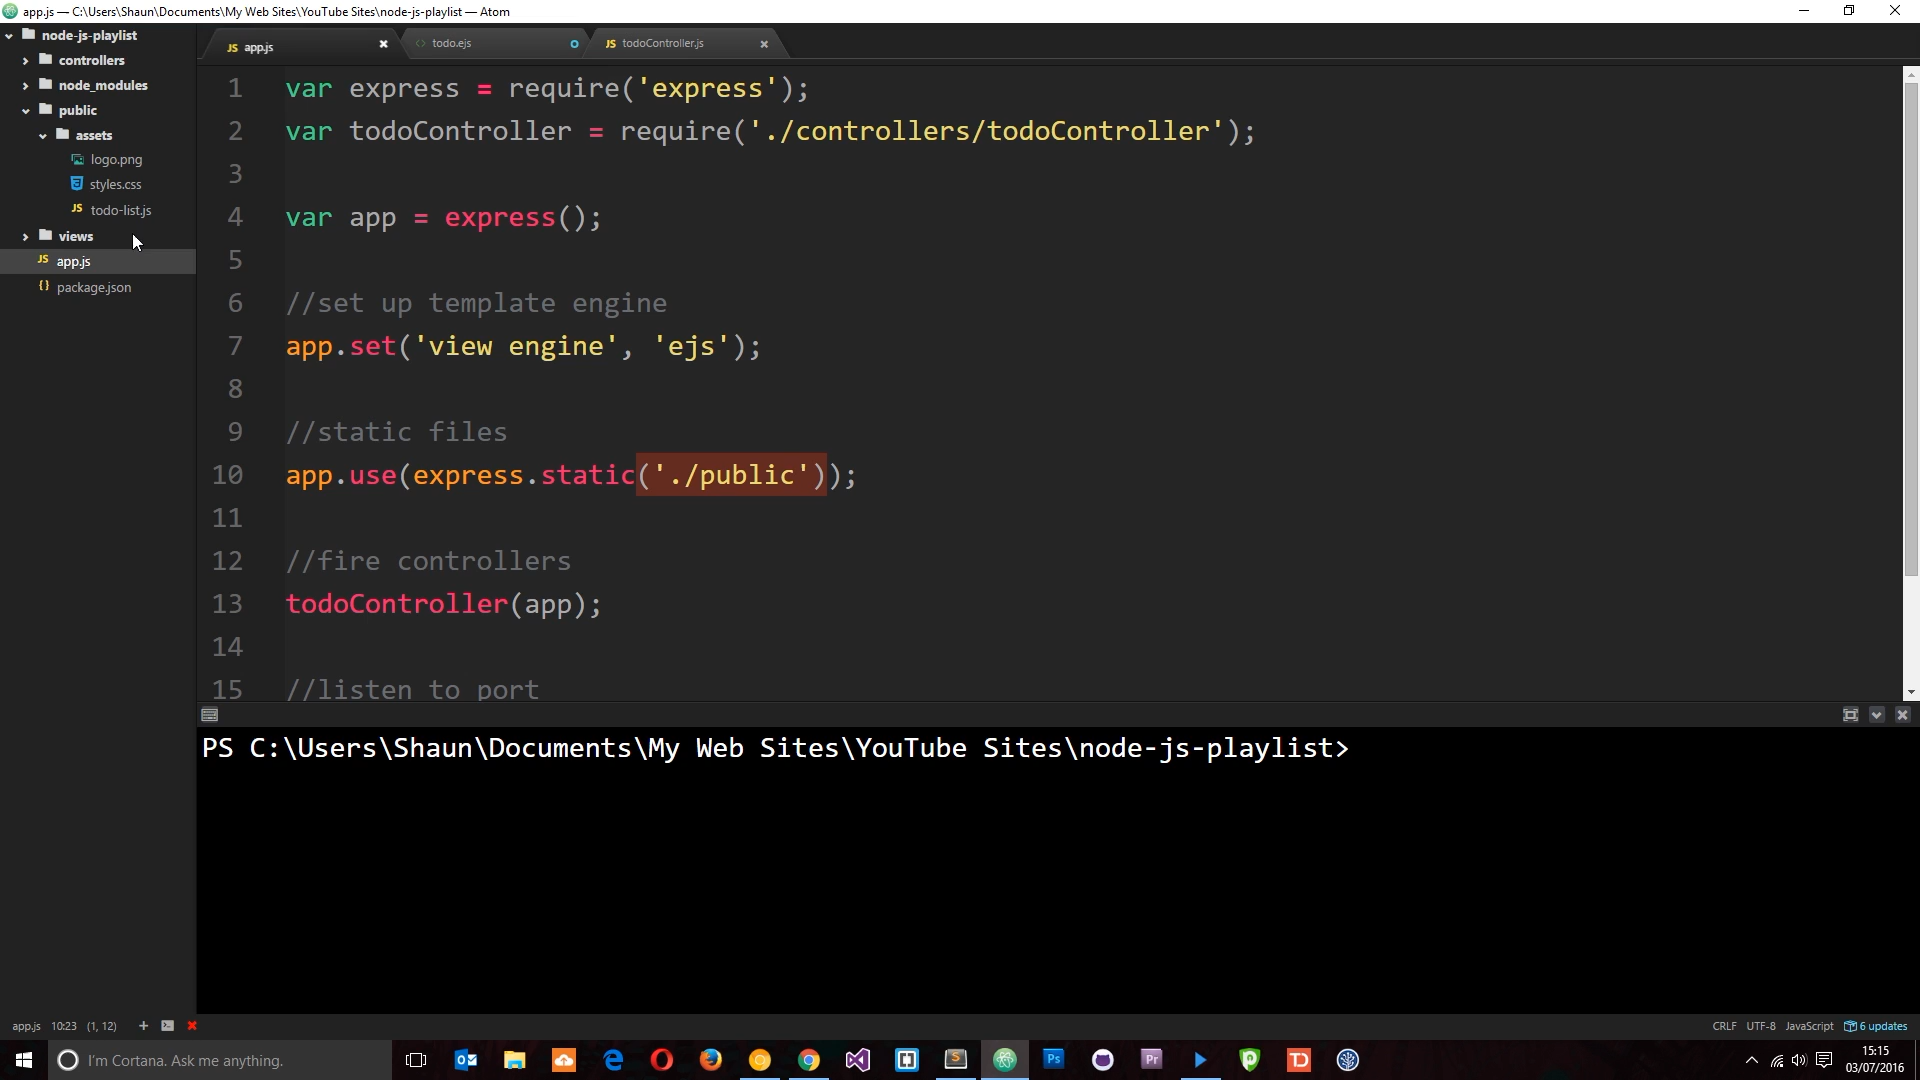 app.js — C:\Users\Shaun\Documents\My Web Sites\YouTube Sites\node-js-playlist — Atom
node-js-playlist
controllers
node_modules
public
assets
logo.png
styles.css
JS todo-list.js
views
JS app.js
{} package.json
JS app.js
<> todo.ejs
JS todoController.js
1 var express = require('express');
2 var todoController = require('./controllers/todoController');
3
4 var app = express();
5
6 //set up template engine
7 app.set('view engine', 'ejs');
8
9 //static files
10 app.use(express.static('./public'));
11
12 //fire controllers
13 todoController(app);
14
15 //listen to port
PS C:\Users\Shaun\Documents\My Web Sites\YouTube Sites\node-js-playlist>
app.js 10:23 (1, 12)
CRLF UTF-8 JavaScript 6 updates
I'm Cortana. Ask me anything.
Ps
Pr
TD
15:15
03/07/2016